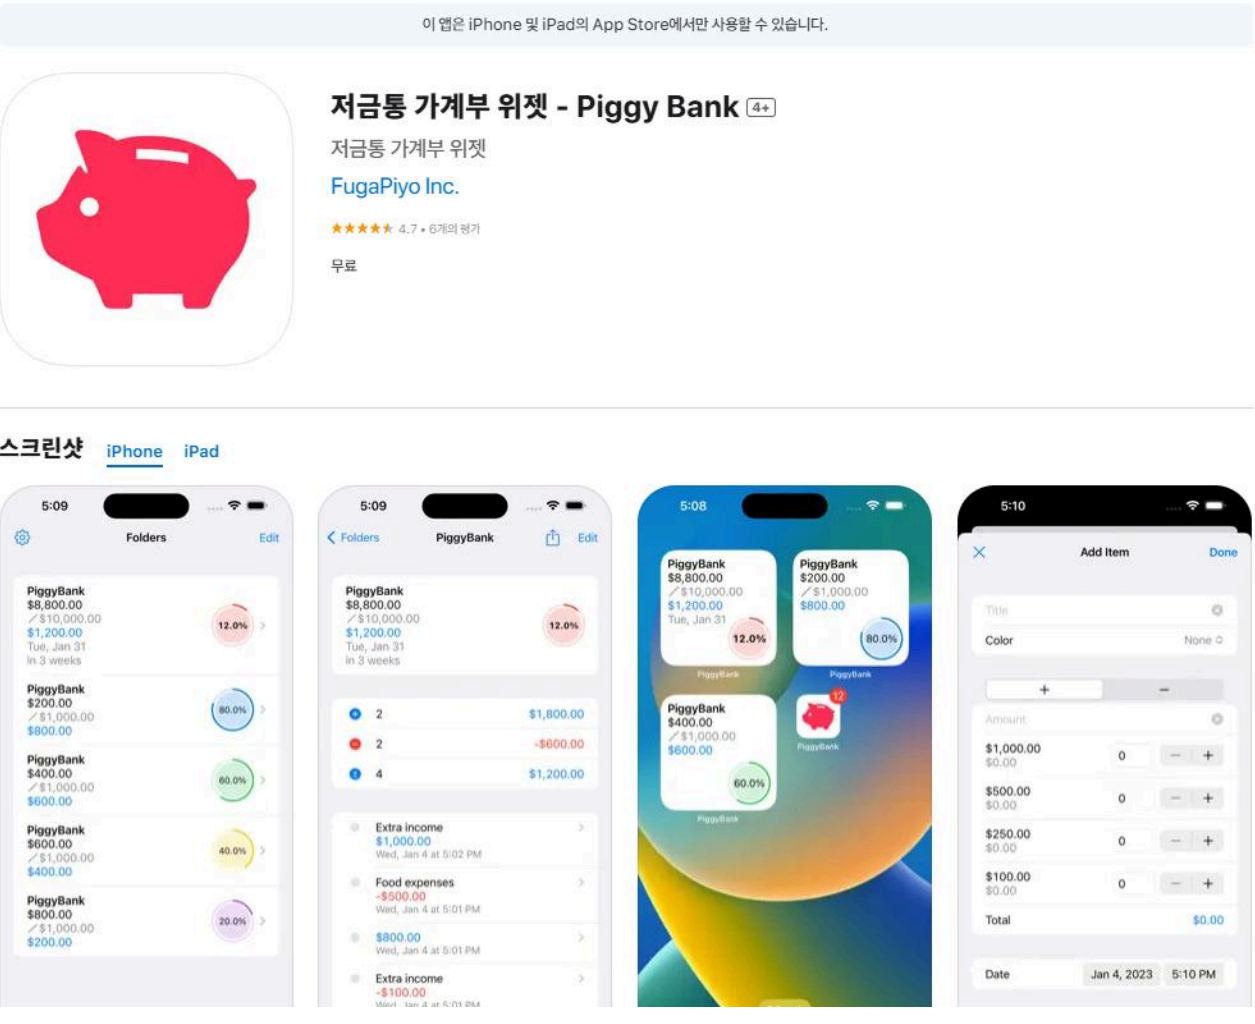 이 앱은 iPhone 및 iPad의 App Store에서만 사용할 수 있습니다.
저금통 가계부 위젯 - Piggy Bank 4+
저금통 가계부 위젯
FugaPiyo Inc.
★★★★★ 4.7 • 6개의 평가
무료
스크린샷 iPhone iPad
5:09
Folders Edit
PiggyBank
$8,800.00
/$10,000.00
$1,200.00
Tue, Jan 31
in 3 weeks
12.0%
PiggyBank
$200.00
/$1,000.00
$800.00
80.0%
PiggyBank
$400.00
/$1,000.00
$600.00
60.0%
PiggyBank
$600.00
/$1,000.00
$400.00
40.0%
PiggyBank
$800.00
/$1,000.00
$200.00
20.0%
5:09
Folders PiggyBank Edit
PiggyBank
$8,800.00
/$10,000.00
$1,200.00
Tue, Jan 31
in 3 weeks
12.0%
2 $1,800.00
2 -$600.00
4 $1,200.00
Extra income
$1,000.00
Wed, Jan 4 at 5:02 PM
Food expenses
-$500.00
Wed, Jan 4 at 5:01 PM
$800.00
Wed, Jan 4 at 5:01 PM
Extra income
-$100.00
Wed, Jan 4 at 5:01 PM
5:08
PiggyBank
$8,800.00
/$10,000.00
$1,200.00
Tue, Jan 31
12.0%
PiggyBank
PiggyBank
$200.00
/$1,000.00
$800.00
80.0%
PiggyBank
PiggyBank
$400.00
/$1,000.00
$600.00
60.0%
PiggyBank
12
PiggyBank
5:10
Add Item Done
Title
Color None
+ −
Amount
$1,000.00
$0.00
0 − +
$500.00
$0.00
0 − +
$250.00
$0.00
0 − +
$100.00
$0.00
0 − +
Total $0.00
Date Jan 4, 2023 5:10 PM